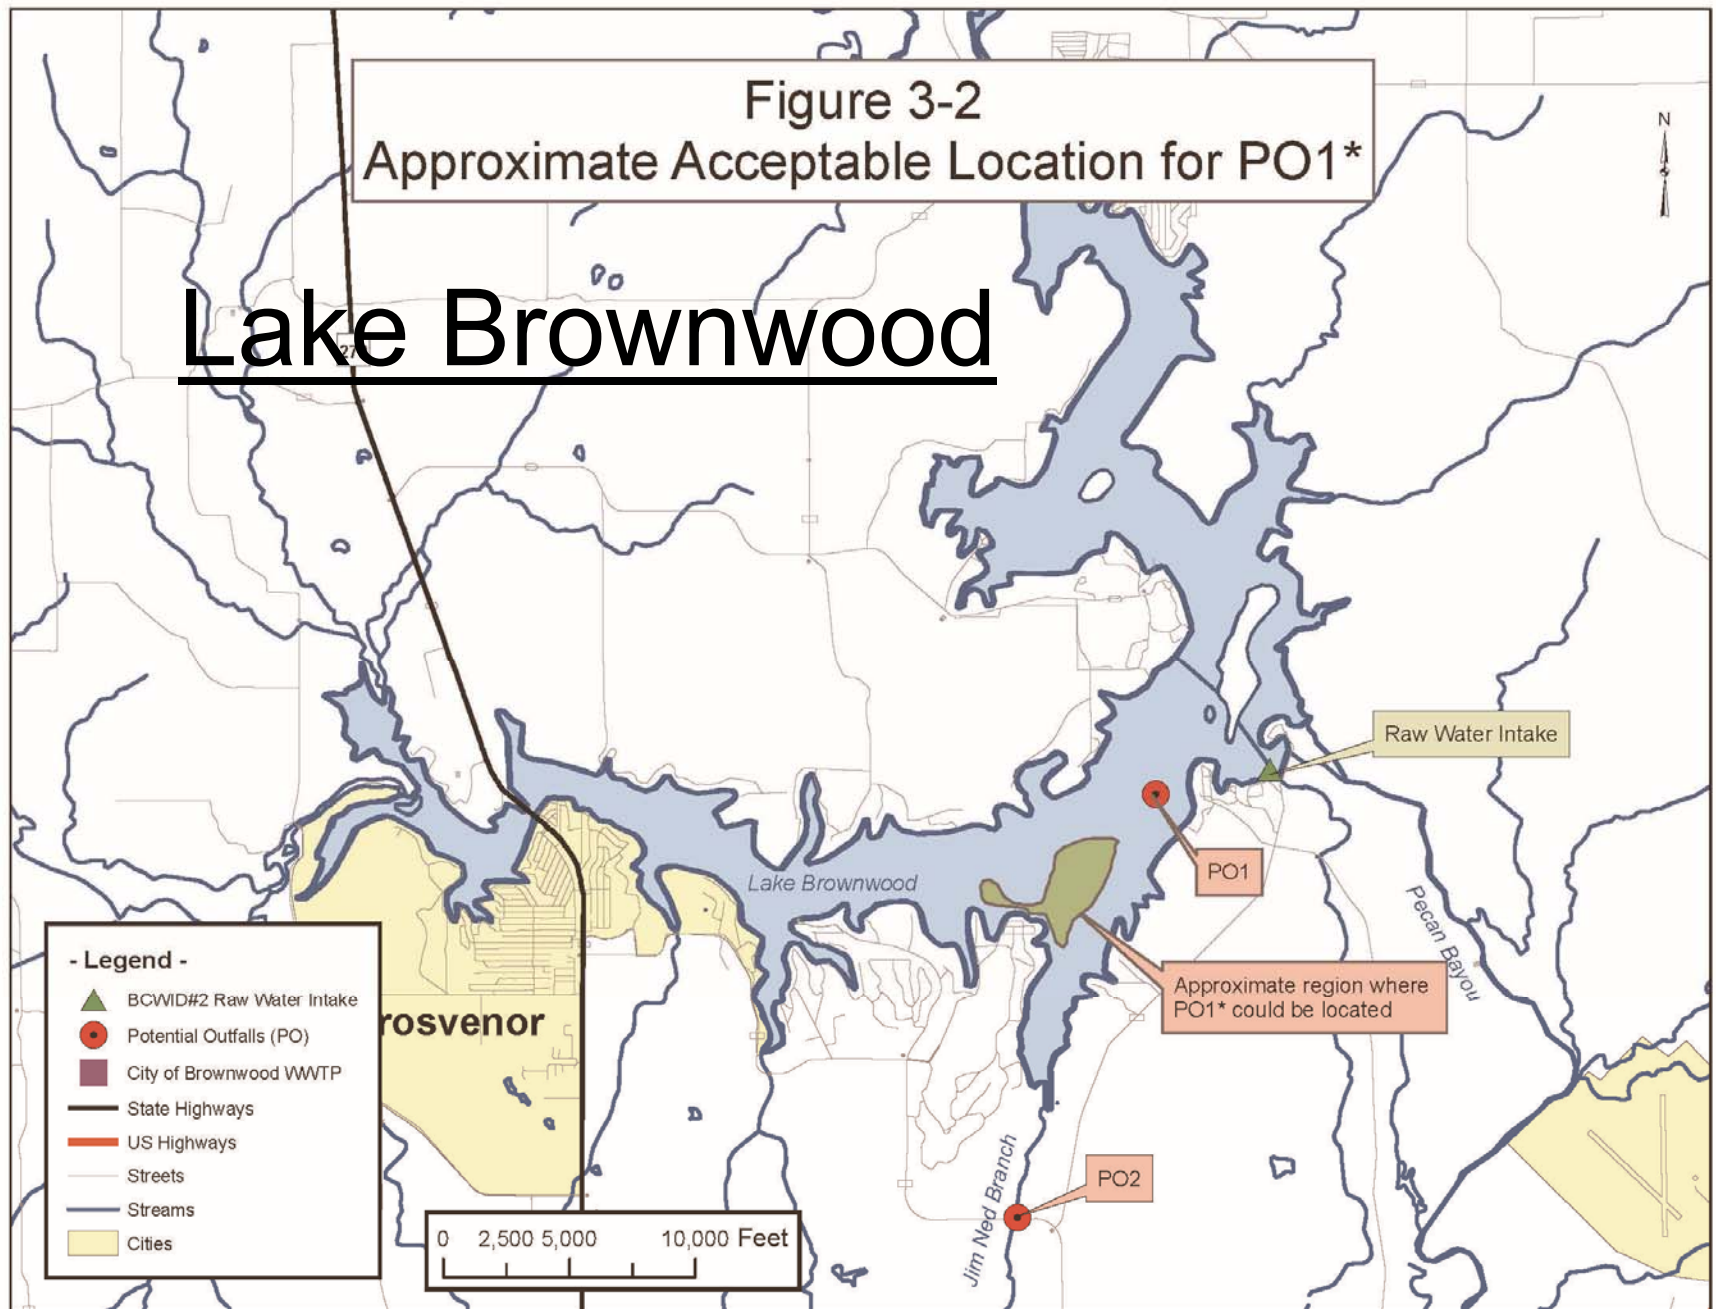 Figure 3-2
Approximate Acceptable Location for PO1*
N
Lake Brownwood
Raw Water Intake
PO1
Lake Brownwood
Pecan Bayou
Approximate region where
PO1* could be located
- Legend -
BCWID#2 Raw Water Intake
Potential Outfalls (PO)
City of Brownwood WWTP
State Highways
US Highways
Streets
Streams
Cities
rosvenor
PO2
Jim Ned Branch
0 2,500 5,000 10,000 Feet